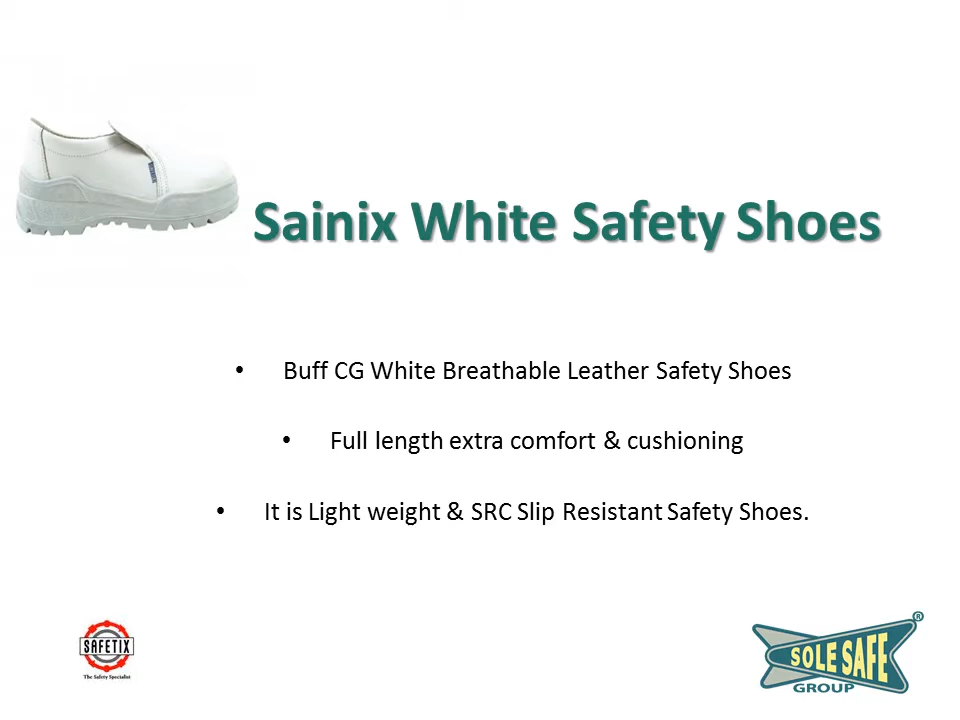 Sainix White Safety Shoes
• Buff CG White Breathable Leather Safety Shoes
• Full length extra comfort & cushioning
• It is Light weight & SRC Slip Resistant Safety Shoes.
SAFETIX
The Safety Specialist
SOLE SAFE ®
GROUP